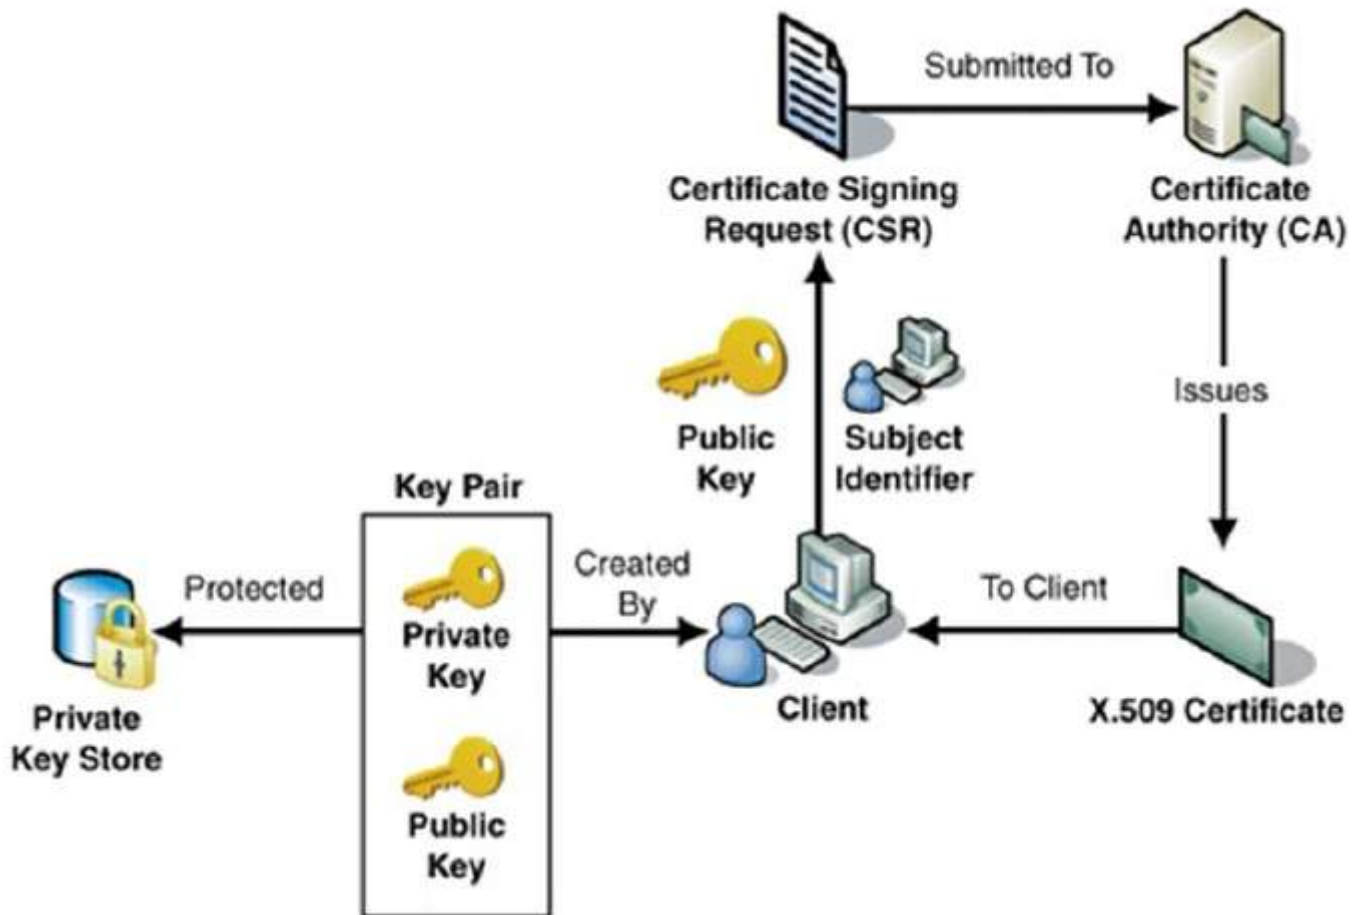 Submitted To
Certificate Signing
Request (CSR)
Certificate
Authority (CA)
Public
Key
Subject
Identifier
Issues
Key Pair
Protected
Private
Key
Created
By
To Client
Private
Key Store
Client
X.509 Certificate
Public
Key